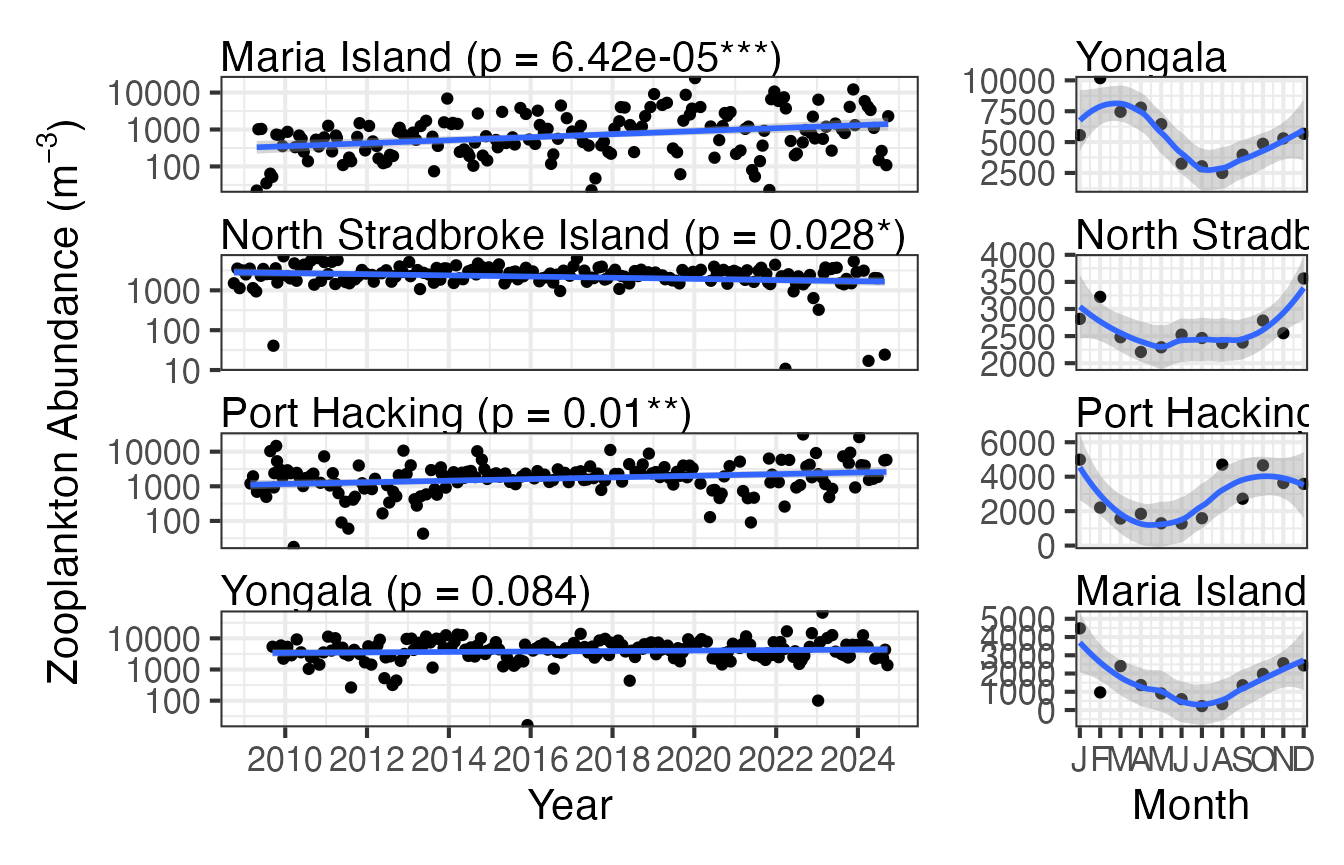 Zooplankton Abundance (m⁻³)
Maria Island (p = 6.42e-05***)
10000
1000
100
North Stradbroke Island (p = 0.028*)
1000
100
10
Port Hacking (p = 0.01**)
10000
1000
100
Yongala (p = 0.084)
10000
1000
100
2010 2012 2014 2016 2018 2020 2022 2024
Year
Yongala
10000
7500
5000
2500
North Stradb
4000
3500
3000
2500
2000
Port Hacking
6000
4000
2000
0
Maria Island
5000
4000
3000
2000
1000
0
J F M A M J J A S O N D
Month